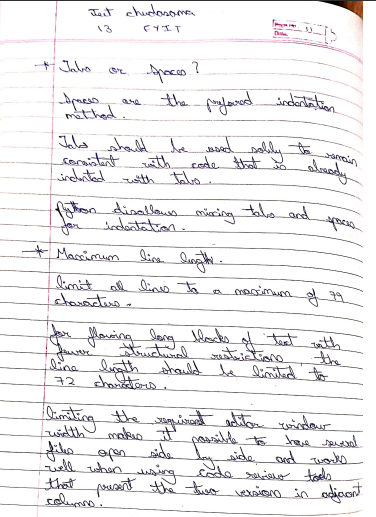 Jeet chudasama
13 FYIT
* Tabs or Spaces?
Spaces are the prefered indentation
method.
Tabs should be used solely to remain
consistent with code that is already
indented with tabs.
Python disallows mixing tabs and spaces
for indentation.
* Maximum line length.
limit all lines to a maximum of 79
characters.
for flowing long blocks of text with
fewer structural restrictions the
line length should be limited to
72 characters.
limiting the required editor window
width makes it possible to have several
files open side by side and works
well when using code review tools
that present the two versions in adjacent
columns.